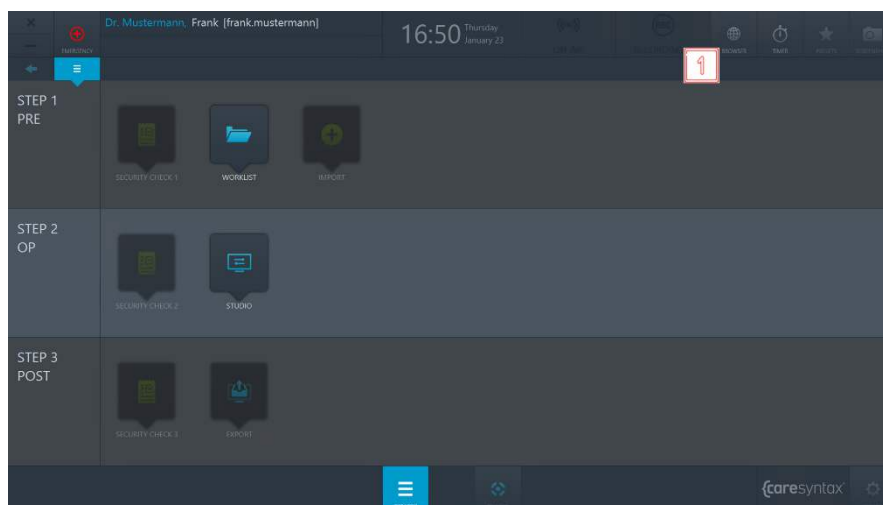 Dr. Mustermann, Frank [frank.mustermann]
16:50 Thursday
January 23
EMERGENCY
BROWSER
TIMER
1
STEP 1
PRE
SECURITY CHECK 1
WORKLIST
IMPORT
STEP 2
OP
SECURITY CHECK 2
STUDIO
STEP 3
POST
SECURITY CHECK 3
EXPORT
{caresyntax